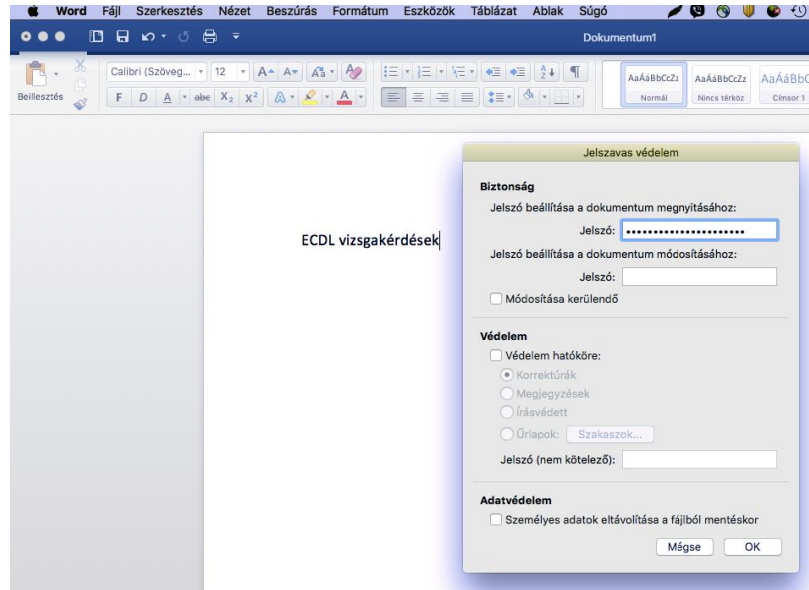 Word Fájl Szerkesztés Nézet Beszúrás Formátum Eszközök Táblázat Ablak Súgó
Dokumentum1
Beillesztés
Calibri (Szöveg... 12
F D A abc X₂ X²
AaÁáBbCcZz AaÁáBbCcZz AaÁáBbC
Normál Nincs térköz Címsor 1
ECDL vizsgakérdések
Jelszavas védelem
Biztonság
Jelszó beállítása a dokumentum megnyitásához:
Jelszó: ••••••••••••••••••••••
Jelszó beállítása a dokumentum módosításához:
Jelszó:
Módosítása kerülendő
Védelem
Védelem hatóköre:
Korrektúrák
Megjegyzések
Írásvédett
Űrlapok: Szakaszok...
Jelszó (nem kötelező):
Adatvédelem
Személyes adatok eltávolítása a fájlból mentéskor
Mégse OK